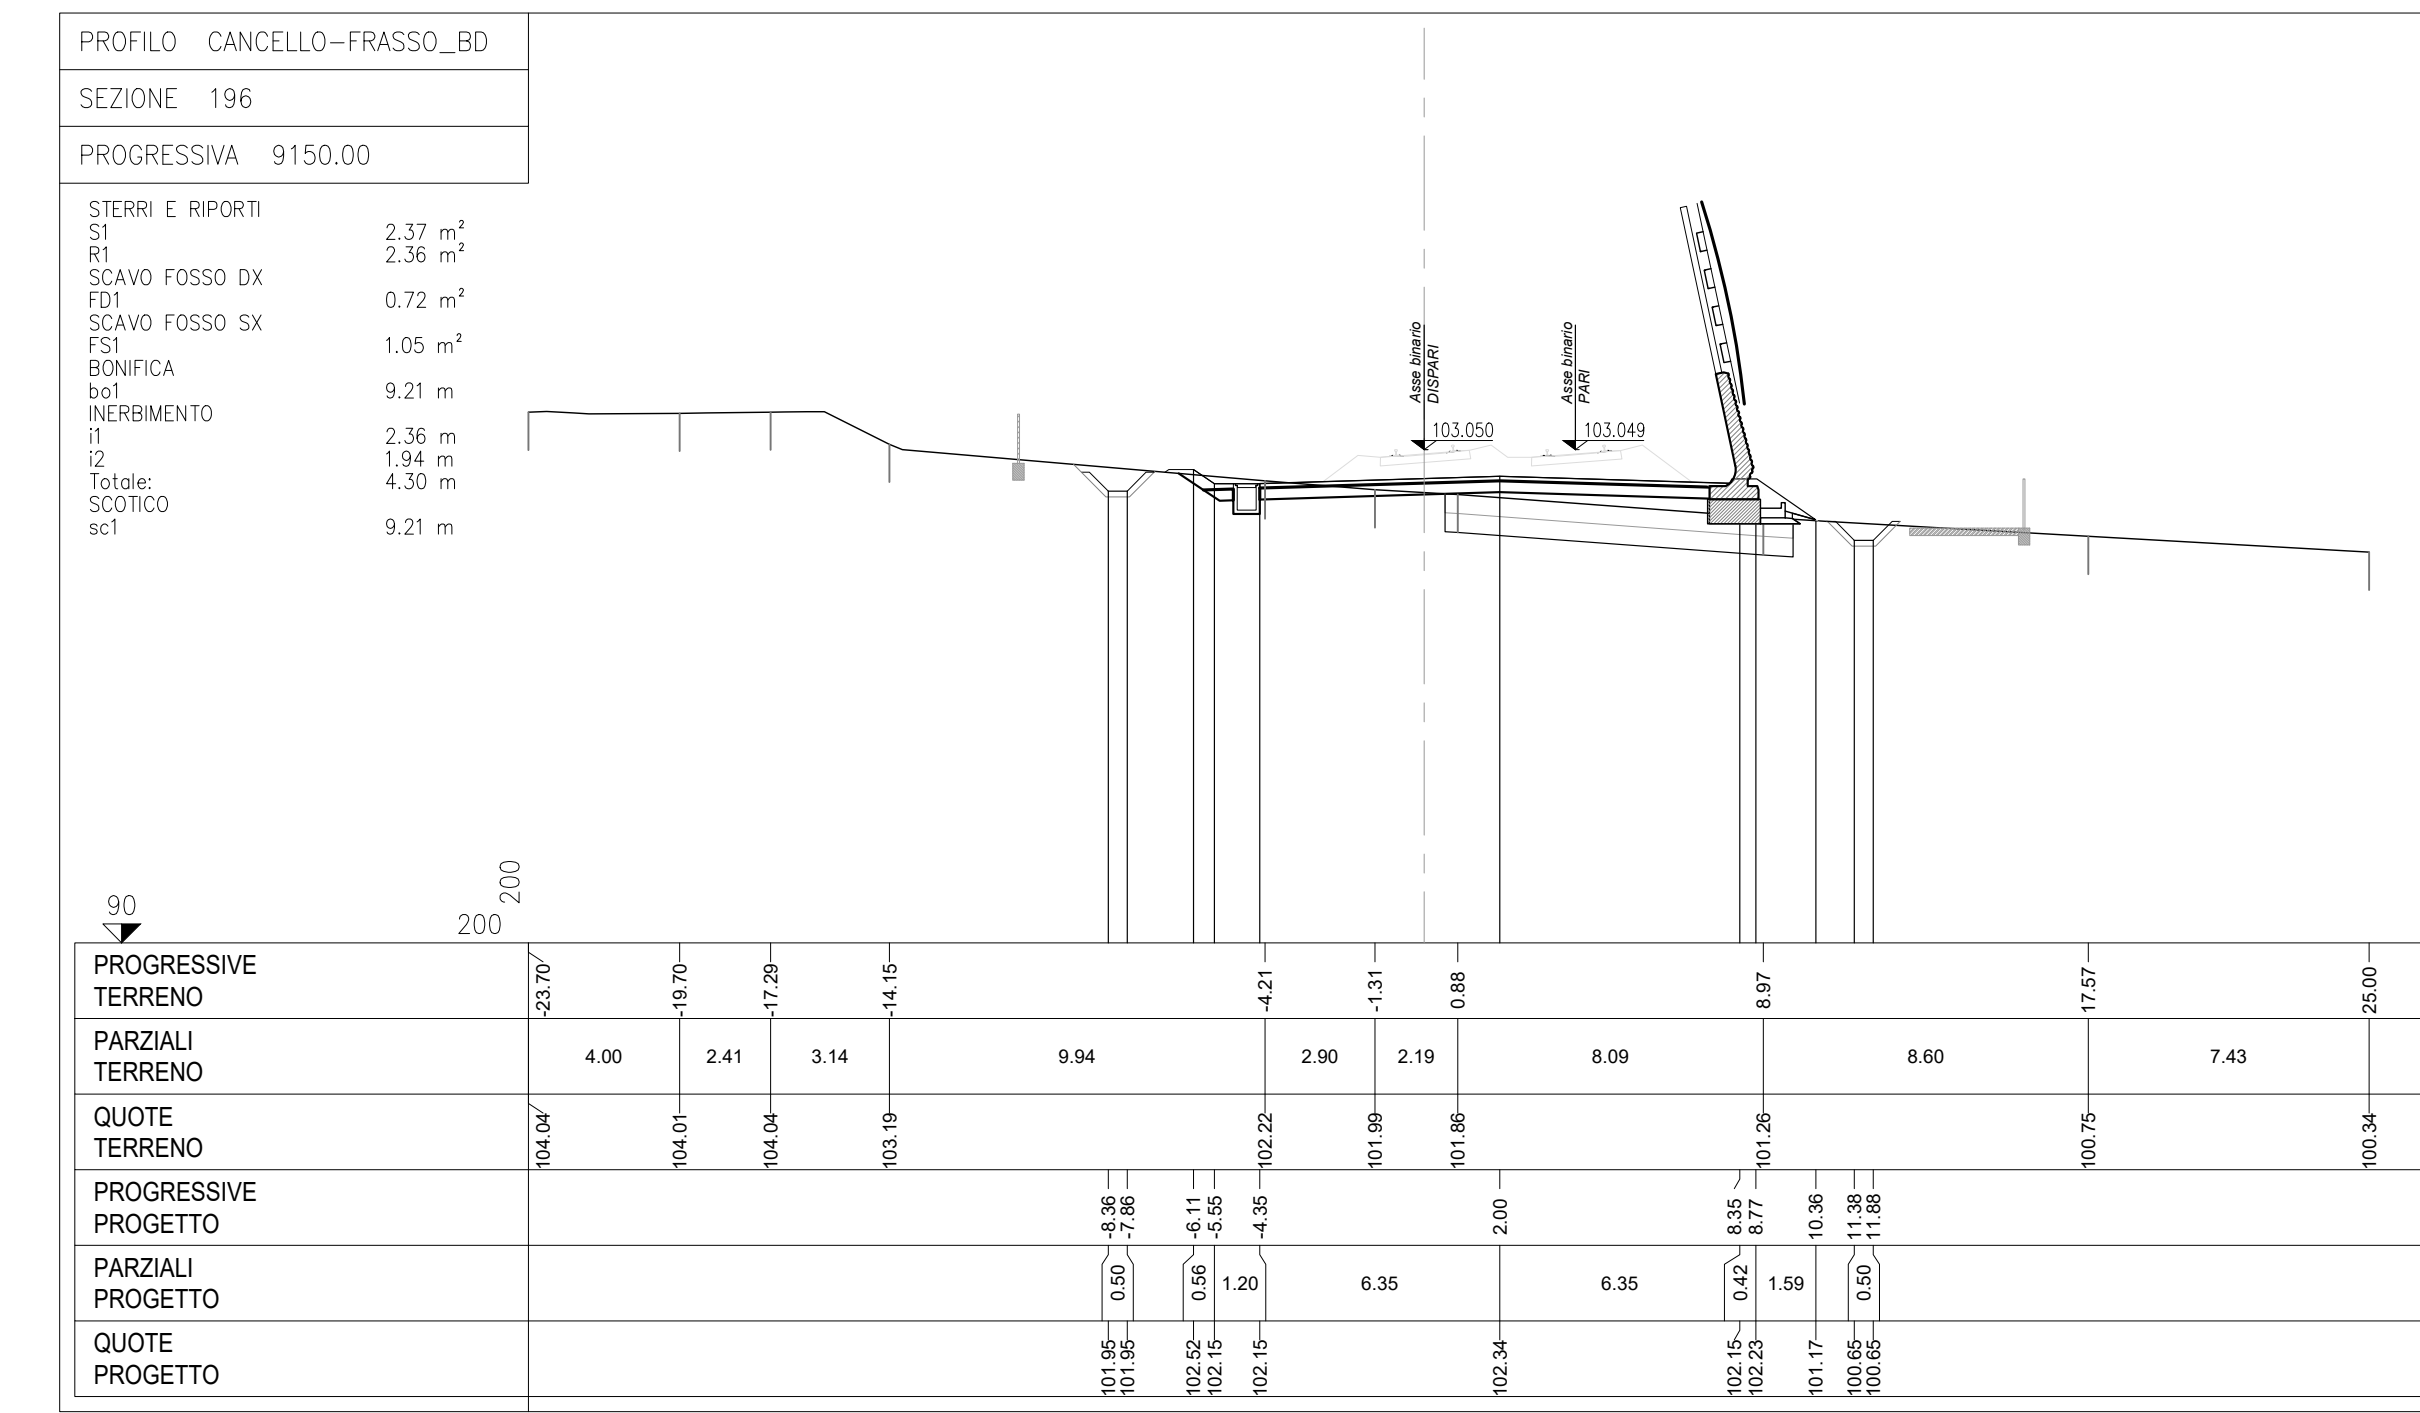 PROFILO CANCELLO-FRASSO_BD
SEZIONE 196
PROGRESSIVA 9150.00
STERRI E RIPORTI
S1 2.37 m²
R1 2.36 m²
SCAVO FOSSO DX
FD1 0.72 m²
SCAVO FOSSO SX
FS1 1.05 m²
BONIFICA
bo1 9.21 m
INERBIMENTO
i1 2.36 m
i2 1.94 m
Totale: 4.30 m
SCOTICO
sc1 9.21 m
Asse binario
DISPARI
103.050
Asse binario
PARI
103.049
90
200
200
PROGRESSIVE
TERRENO
-23.70 -19.70 -17.29 -14.15 -4.21 -1.31 0.88 8.97 17.57 25.00
PARZIALI
TERRENO
4.00 2.41 3.14 9.94 2.90 2.19 8.09 8.60 7.43
QUOTE
TERRENO
104.04 104.01 104.04 103.19 102.22 101.99 101.86 101.26 100.75 100.34
PROGRESSIVE
PROGETTO
-8.36 -7.86 -6.11 -5.55 -4.35 2.00 8.35 8.77 10.36 11.38 11.88
PARZIALI
PROGETTO
0.50 0.56 1.20 6.35 6.35 0.42 1.59 0.50
QUOTE
PROGETTO
101.95 101.95 102.52 102.15 102.15 102.34 102.15 102.23 101.17 100.65 100.65